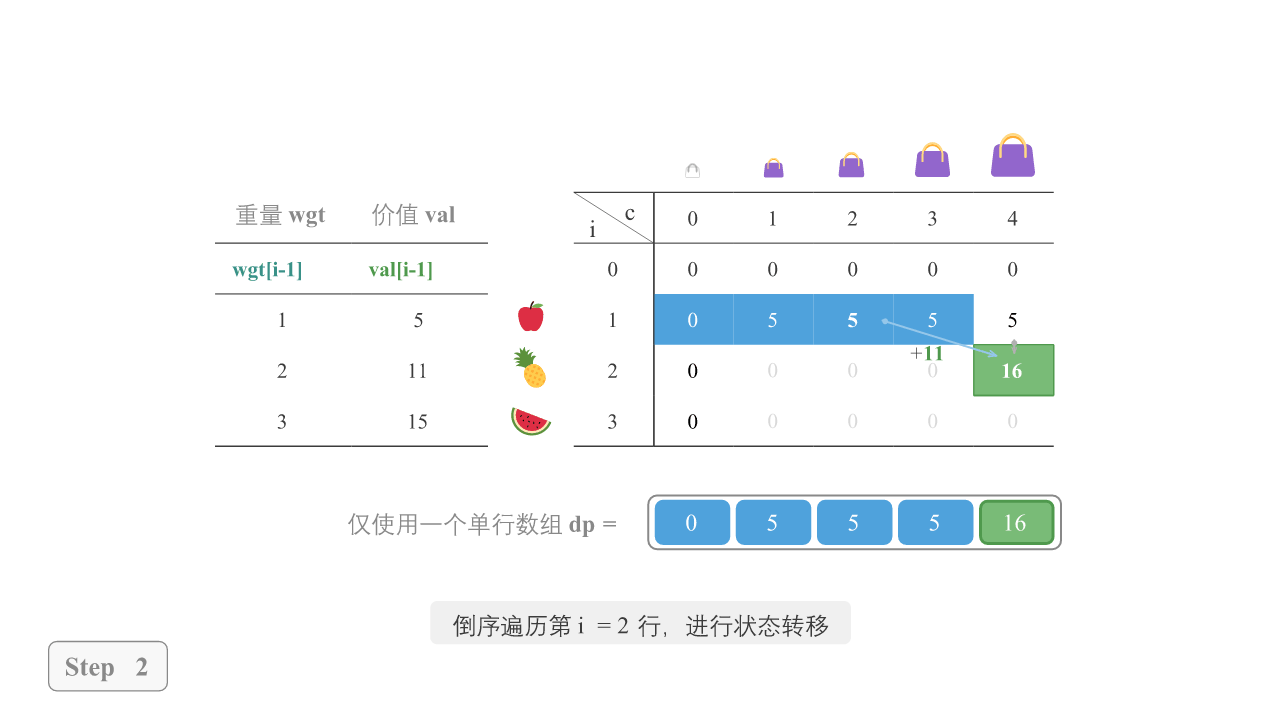 重量 wgt 价值 val
wgt[i-1] val[i-1]
1 5
2 11
3 15
c
i
0 1 2 3 4
0 0 0 0 0 0
1 0 5 5 5 5
+11
2 0 0 0 0 16
3 0 0 0 0 0
仅使用一个单行数组 dp = 0 5 5 5 16
倒序遍历第 i = 2 行，进行状态转移
Step 2